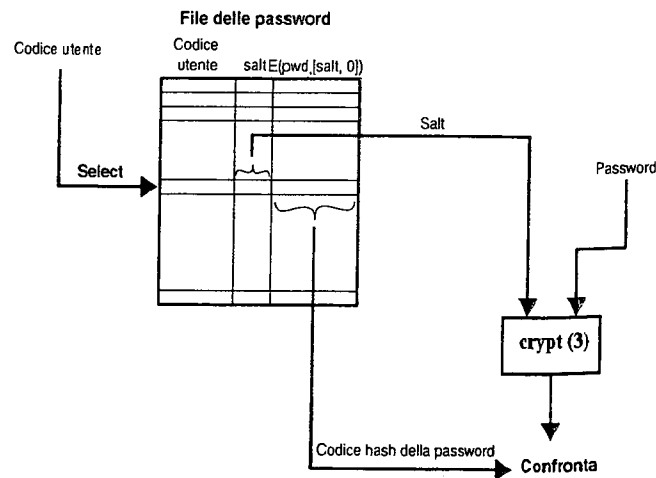 File delle password
Codice utente
Codice
utente
salt
E(pwd,[salt, 0])
Salt
Password
Select
crypt (3)
Codice hash della password
Confronta